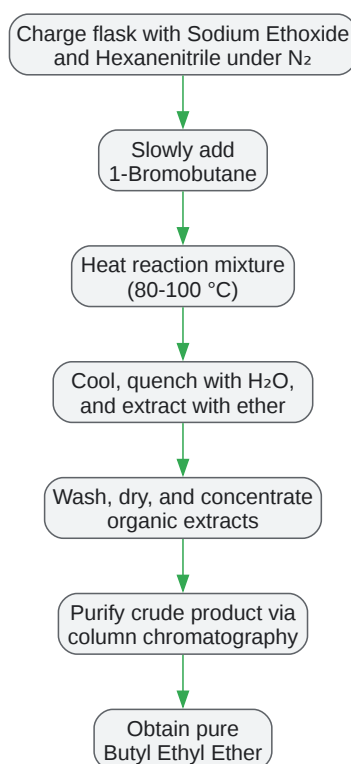 Charge flask with Sodium Ethoxide
and Hexanenitrile under N₂
Slowly add
1-Bromobutane
Heat reaction mixture
(80-100 °C)
Cool, quench with H₂O,
and extract with ether
Wash, dry, and concentrate
organic extracts
Purify crude product via
column chromatography
Obtain pure
Butyl Ethyl Ether